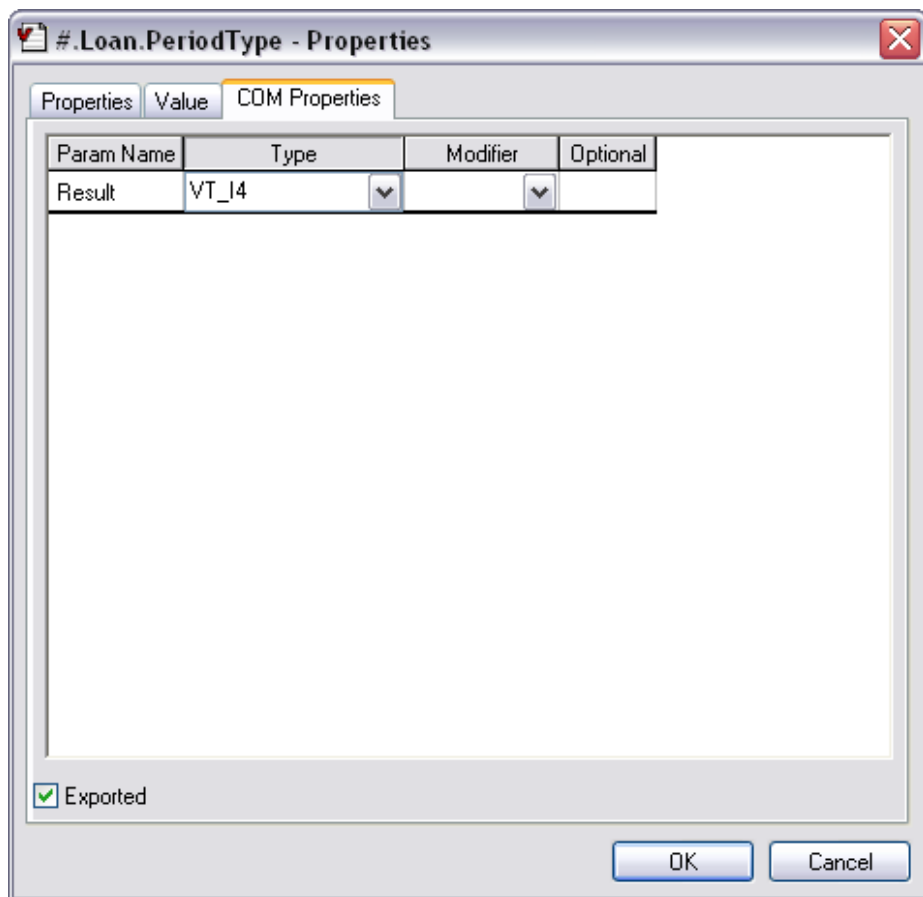 #.Loan.PeriodType - Properties
Properties Value COM Properties
Param Name Type Modifier Optional
Result VT_I4
Exported
OK Cancel